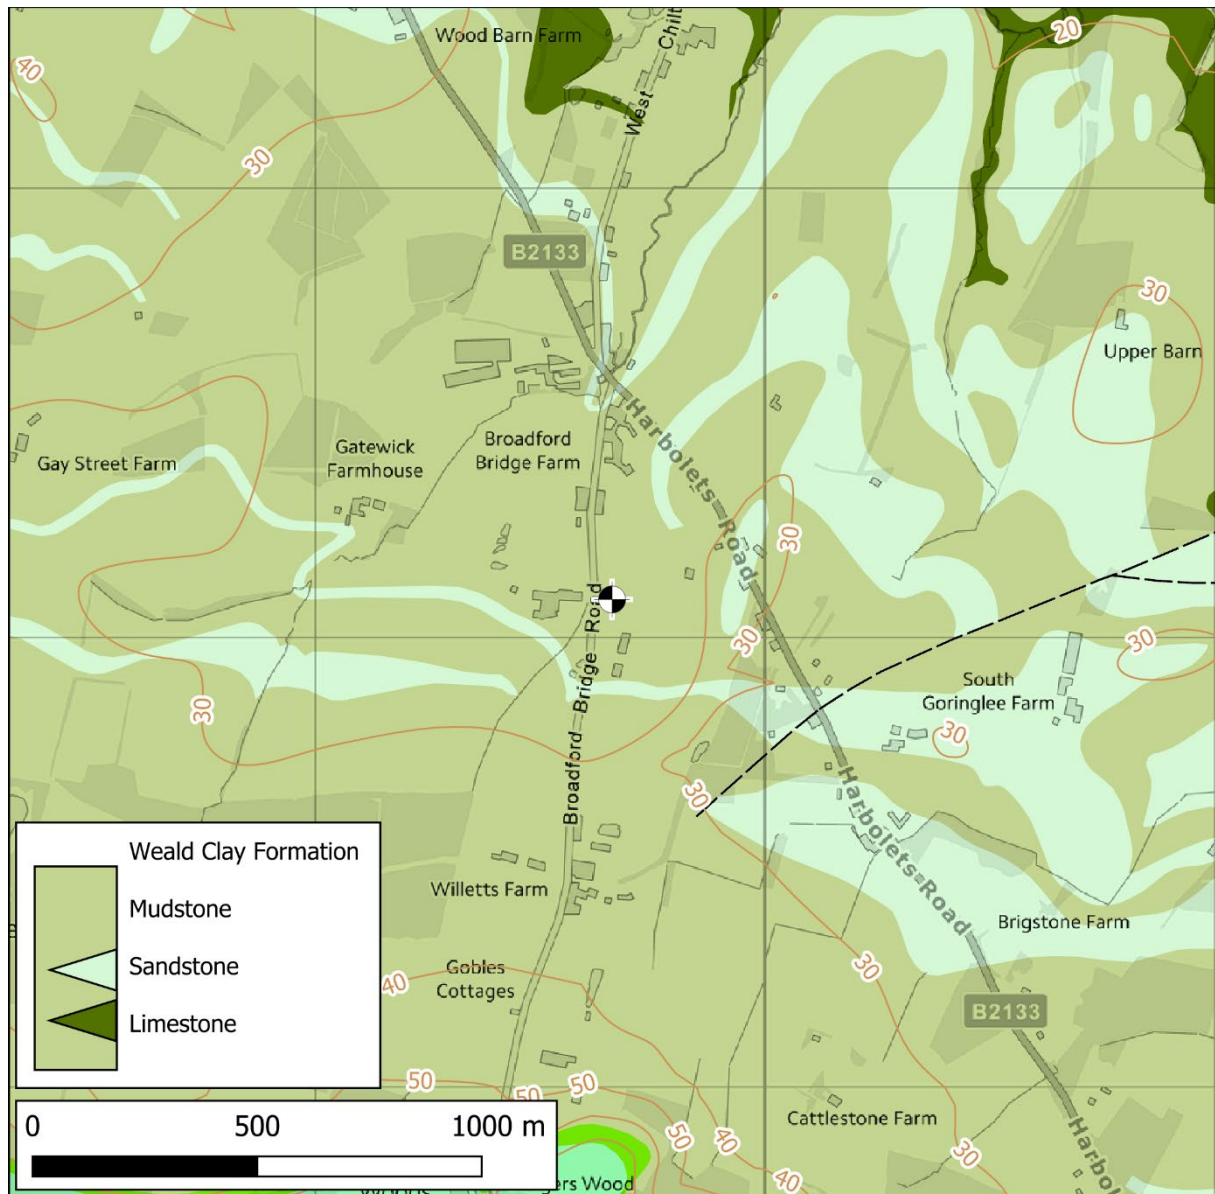 Wood Barn Farm
West Chilt
20
40
30
B2133
30
Upper Barn
Harbolets Road
Gay Street Farm
Gatewick
Farmhouse
Broadford
Bridge Farm
30
30
30
South
Goringlee Farm
30
30
Broadford Bridge Road
30
Harbolets Road
Willetts Farm
Brigstone Farm
30
Gobles
Cottages
40
B2133
50
50
50
50
40
40
Cattlestone Farm
30
Harbol
ers Wood
Weald Clay Formation
Mudstone
Sandstone
Limestone
0 500 1000 m